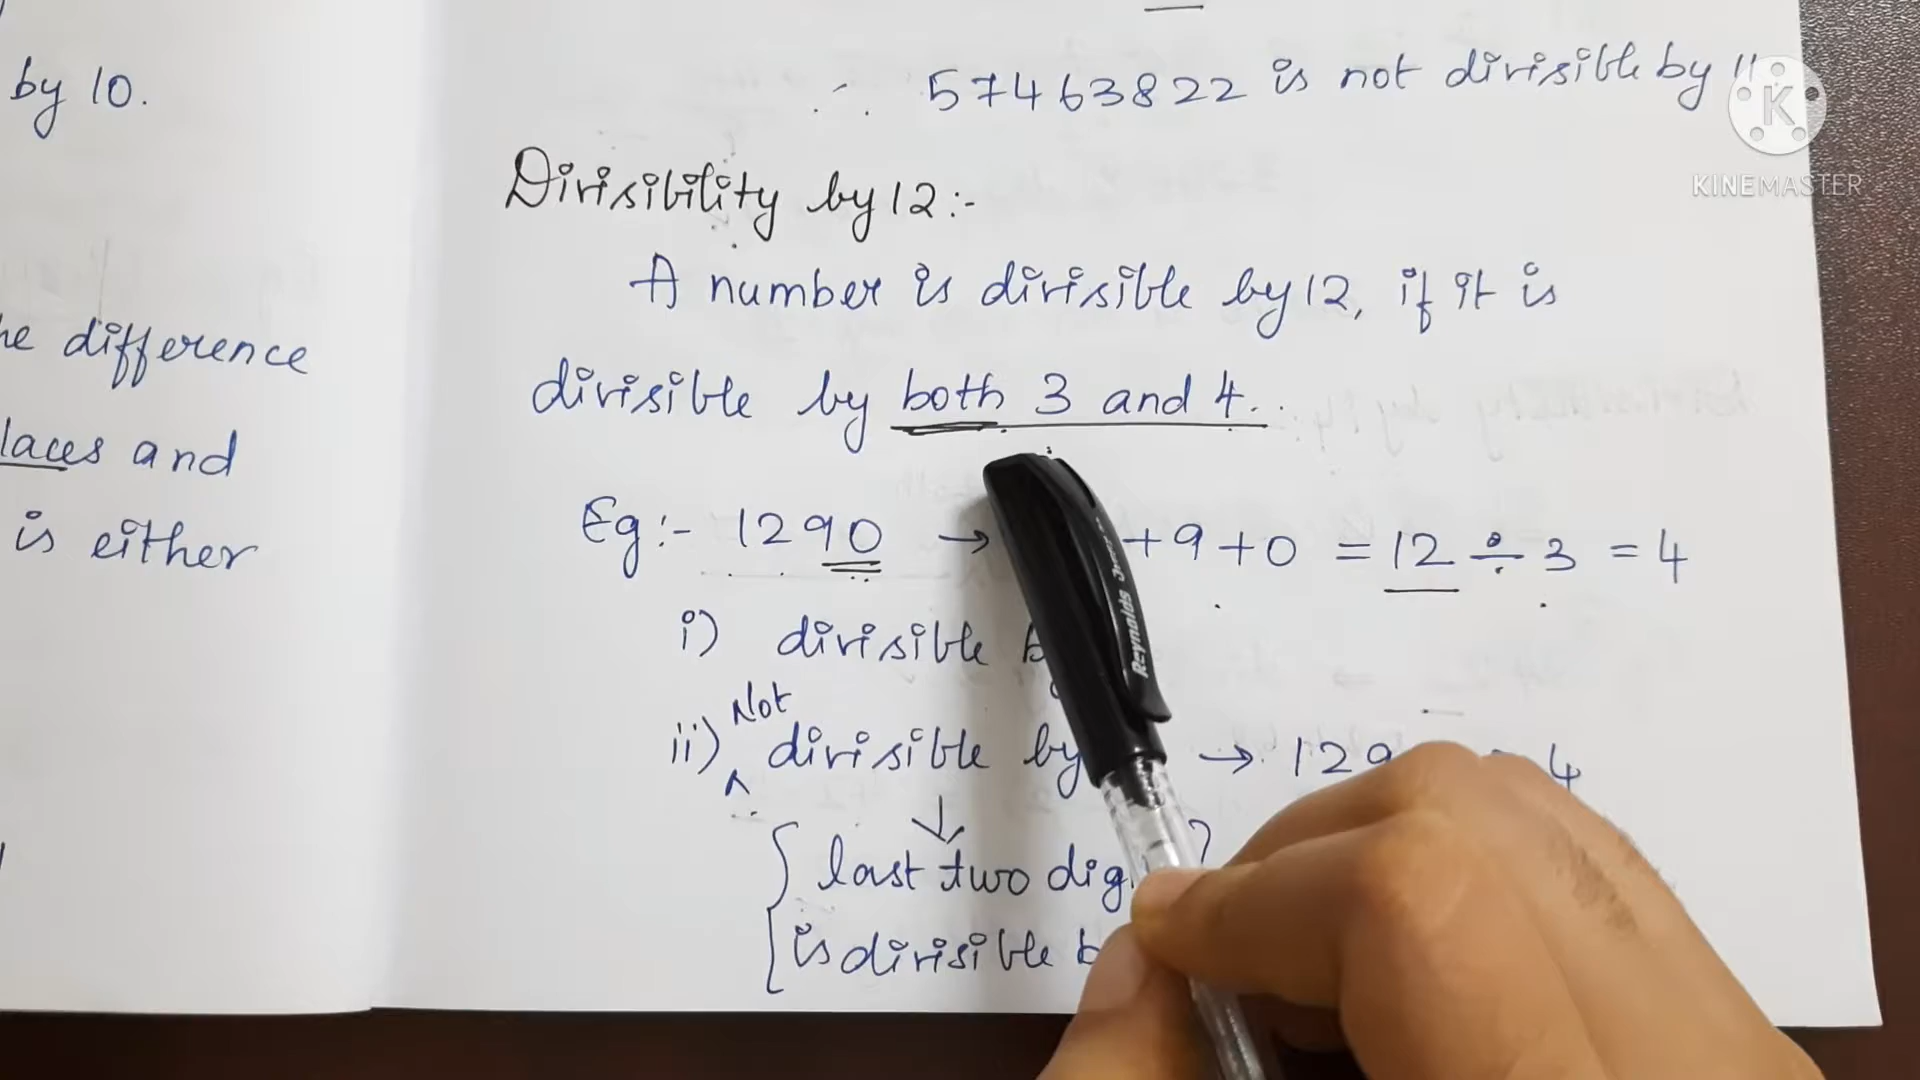 by 10.
he difference
laces and
is either
∴ 57463822 is not divisible by 11
Divisibility by 12:-
A number is divisible by 12, if it is
divisible by both 3 and 4.
Eg:- 1290 → +9+0 = 12 ÷ 3 = 4
i) divisible
Not
ii) divisible by → 129 4
last two dig
is divisible b
KINEMASTER
Reynolds